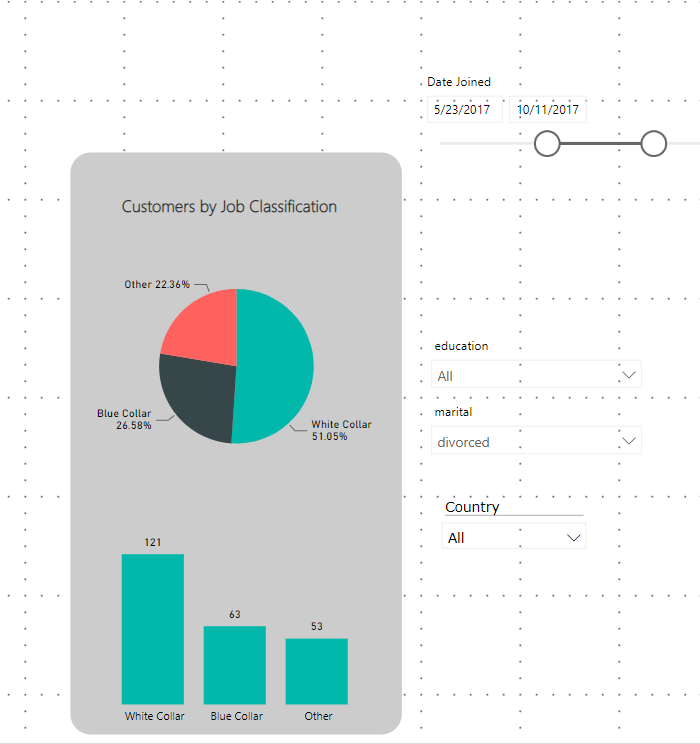 Date Joined
5/23/2017 10/11/2017
Customers by Job Classification
Other 22.36%
Blue Collar
26.58%
White Collar
51.05%
education
All
marital
divorced
Country
All
121
63
53
White Collar Blue Collar Other